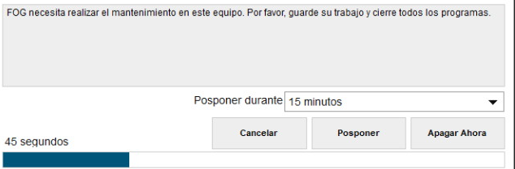 FOG necesita realizar el mantenimiento en este equipo. Por favor, guarde su trabajo y cierre todos los programas.
Posponer durante 15 minutos
Cancelar Posponer Apagar Ahora
45 segundos